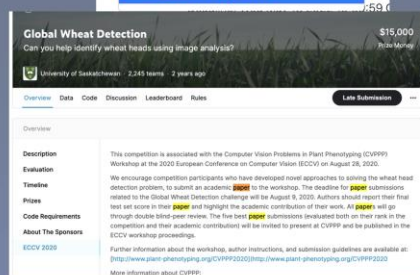 :59.0
Global Wheat Detection
$15,000
Can you help identify wheat heads using image analysis?
Prize Money
University of Saskatchewan · 2,245 teams · 2 years ago
Overview Data Code Discussion Leaderboard Rules
Late Submission ...
Overview
Description
This competition is associated with the Computer Vision Problems in Plant Phenotyping (CVPPP)
Workshop at the 2020 European Conference on Computer Vision (ECCV) on August 28, 2020.
Evaluation
Timeline
Prizes
Code Requirements
About The Sponsors
ECCV 2020
We encourage competition participants who have developed novel approaches to solving the wheat head
detection problem, to submit an academic paper to the workshop. The deadline for paper submissions
related to the Global Wheat Detection challenge will be August 9, 2020. Authors should report their final
test set score in their paper and highlight the academic contribution of their work. All papers will go
through double blind-peer review. The five best paper submissions (evaluated both on their rank in the
competition and their academic contribution) will be invited to present at CVPPP and be published in the
ECCV workshop proceedings.
Further information about the workshop, author instructions, and submission guidelines are available at:
[http://www.plant-phenotyping.org/CVPPP2020](http://www.plant-phenotyping.org/CVPPP2020
More information about CVPPP: